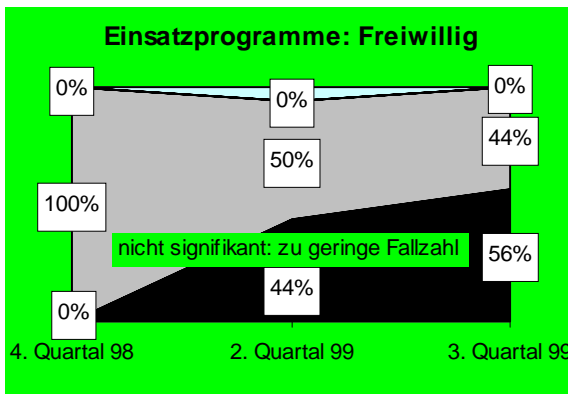 Einsatzprogramme: Freiwillig
0%
0%
0%
50%
44%
100%
nicht signifikant: zu geringe Fallzahl
56%
44%
0%
4. Quartal 98
2. Quartal 99
3. Quartal 99